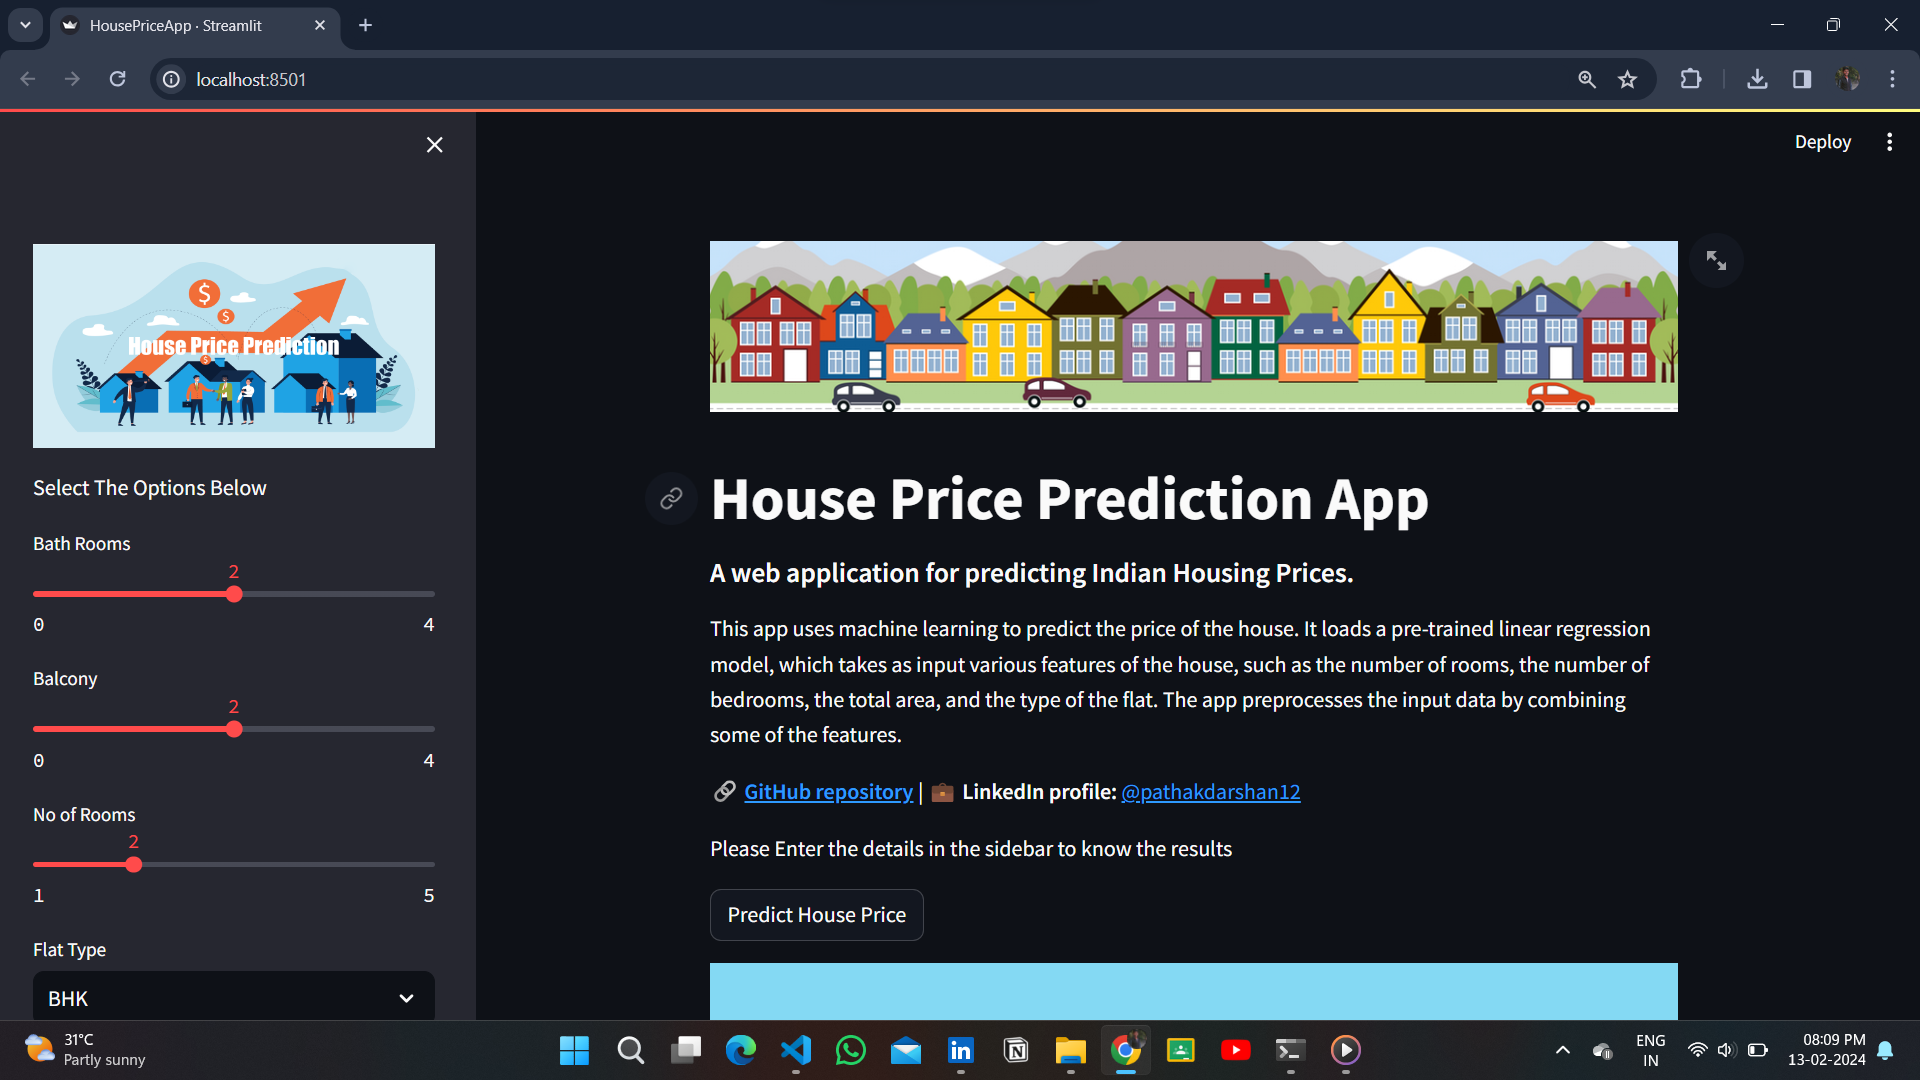 HousePriceApp · Streamlit
localhost:8501
Deploy
House Price Prediction
Select The Options Below
Bath Rooms
2
0 4
Balcony
2
0 4
No of Rooms
2
1 5
Flat Type
BHK
House Price Prediction App
A web application for predicting Indian Housing Prices.
This app uses machine learning to predict the price of the house. It loads a pre-trained linear regression
model, which takes as input various features of the house, such as the number of rooms, the number of
bedrooms, the total area, and the type of the flat. The app preprocesses the input data by combining
some of the features.
GitHub repository | LinkedIn profile: @pathakdarshan12
Please Enter the details in the sidebar to know the results
Predict House Price
31°C
Partly sunny
ENG
IN
08:09 PM
13-02-2024